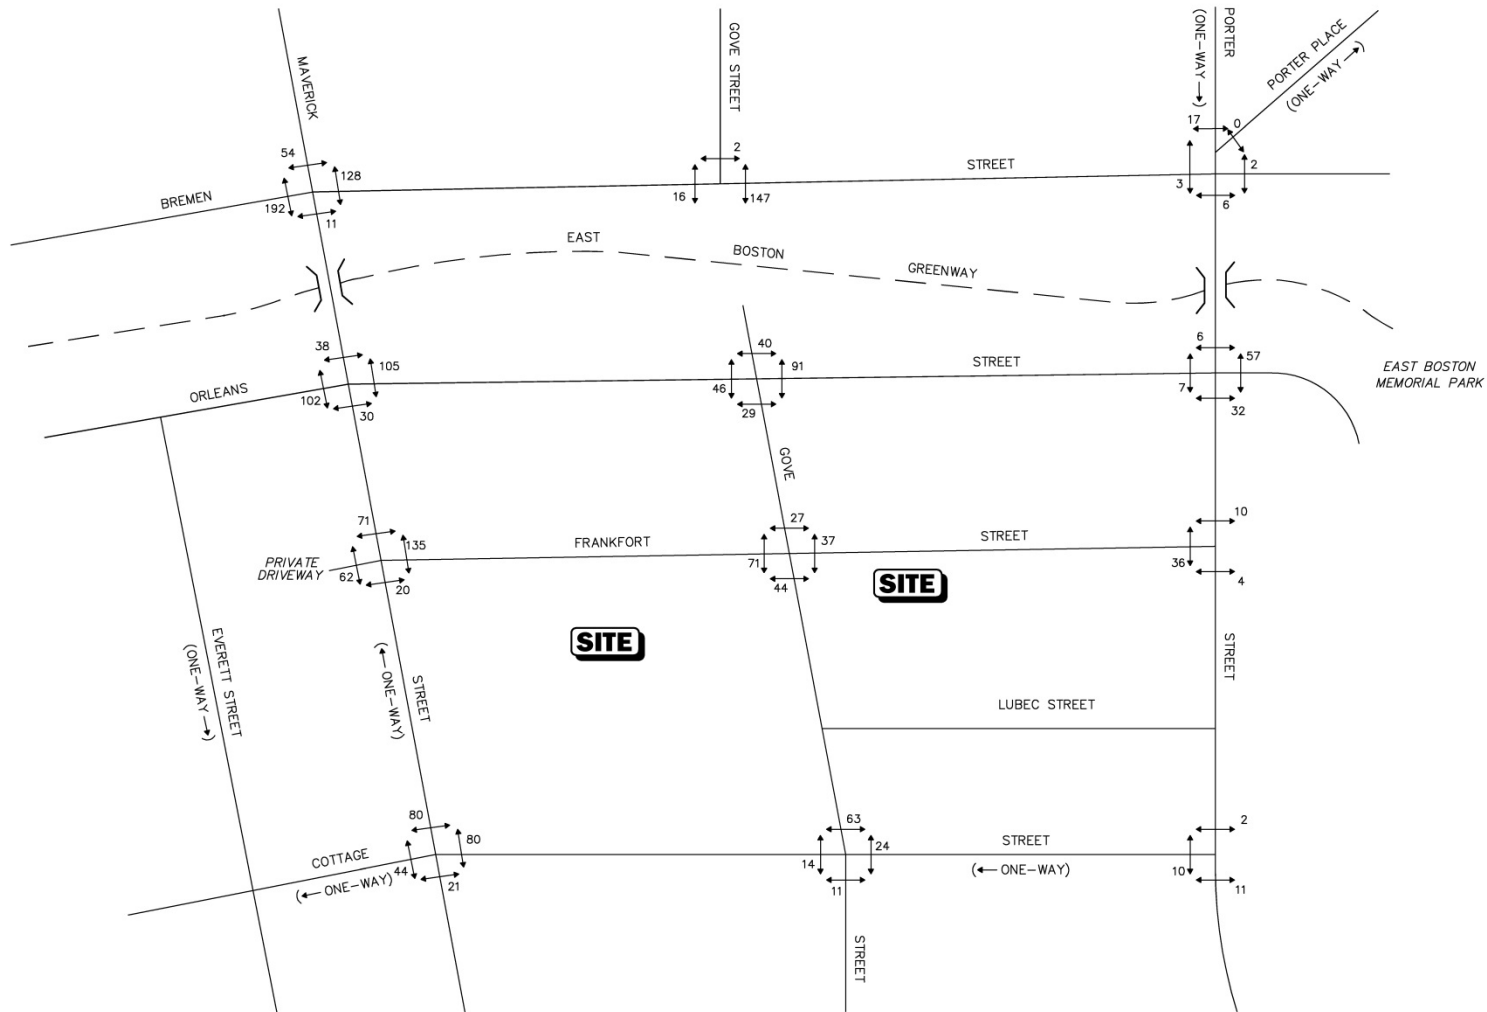 MAVERICK
GOVE STREET
(ONE-WAY →)
PORTER
PORTER PLACE
(ONE-WAY →)
17
0
54
128
2
STREET
2
BREMEN
192
11
16
147
3
6
EAST
BOSTON
GREENWAY
38
105
40
91
STREET
6
57
EAST BOSTON
MEMORIAL PARK
ORLEANS
102
30
46
29
7
32
GOVE
71
135
27
37
10
FRANKFORT
STREET
PRIVATE
DRIVEWAY
62
20
71
44
36
4
SITE
SITE
EVERETT STREET
(ONE-WAY →)
(← ONE-WAY)
STREET
STREET
LUBEC STREET
80
80
63
24
STREET
2
COTTAGE
44
(← ONE-WAY)
21
14
11
(← ONE-WAY)
10
11
STREET